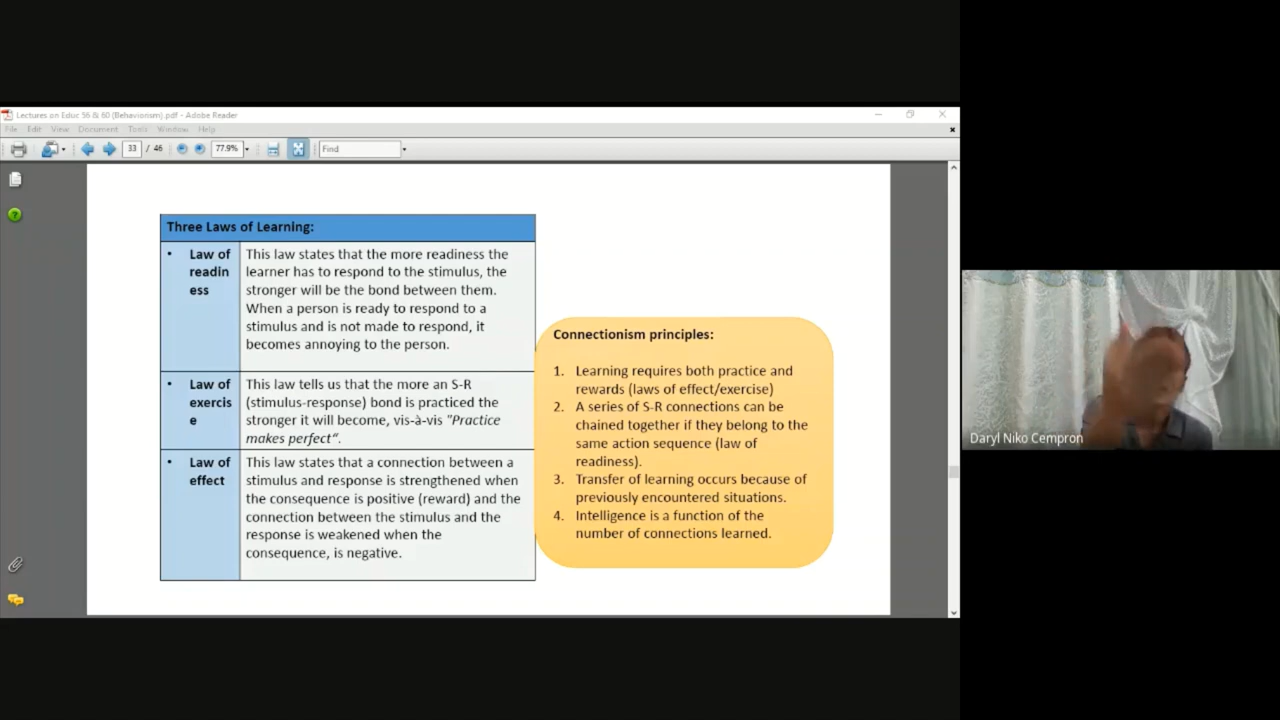 Lectures on Educ 56 & 60 (Behaviorism).pdf - Adobe Reader
File Edit View Document Tools Window Help
33 / 46 77.9% Find
Three Laws of Learning:
• Law of
readin
ess
This law states that the more readiness the
learner has to respond to the stimulus, the
stronger will be the bond between them.
When a person is ready to respond to a
stimulus and is not made to respond, it
becomes annoying to the person.
• Law of
exercis
e
This law tells us that the more an S-R
(stimulus-response) bond is practiced the
stronger it will become, vis-à-vis "Practice
makes perfect“.
• Law of
effect
This law states that a connection between a
stimulus and response is strengthened when
the consequence is positive (reward) and the
connection between the stimulus and the
response is weakened when the
consequence, is negative.
Connectionism principles:
1. Learning requires both practice and
rewards (laws of effect/exercise)
2. A series of S-R connections can be
chained together if they belong to the
same action sequence (law of
readiness).
3. Transfer of learning occurs because of
previously encountered situations.
4. Intelligence is a function of the
number of connections learned.
Daryl Niko Cempron